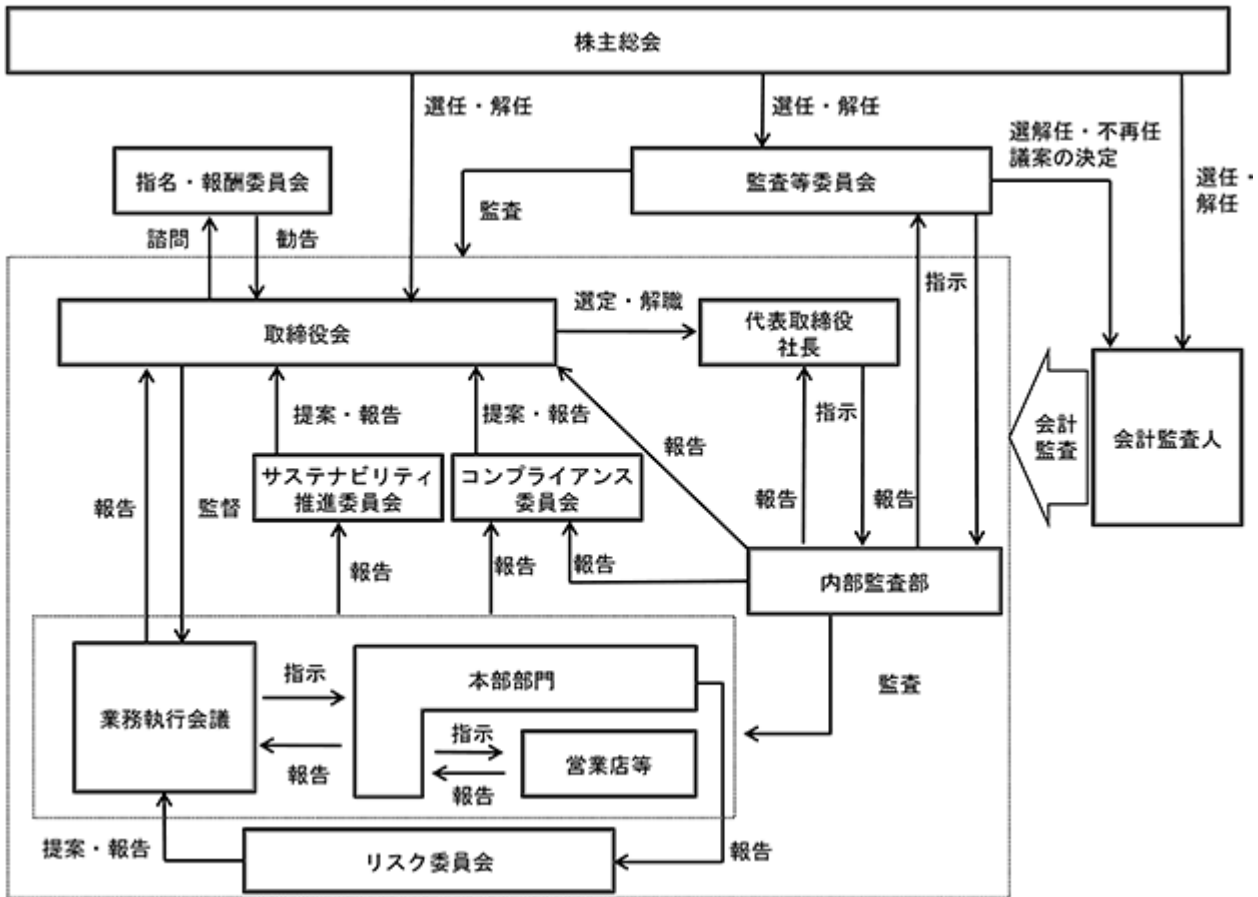 株主総会
選任・解任
選任・解任
選解任・不再任
議案の決定
選任・
解任
指名・報酬委員会
監査等委員会
監査
諮問
勧告
指示
取締役会
選定・解職
代表取締役
社長
提案・報告
提案・報告
指示
報告
会計
監査
会計監査人
サステナビリティ
推進委員会
コンプライアンス
委員会
報告
監督
報告
報告
報告
報告
報告
内部監査部
指示
本部部門
監査
業務執行会議
指示
営業店等
報告
報告
提案・報告
リスク委員会
報告